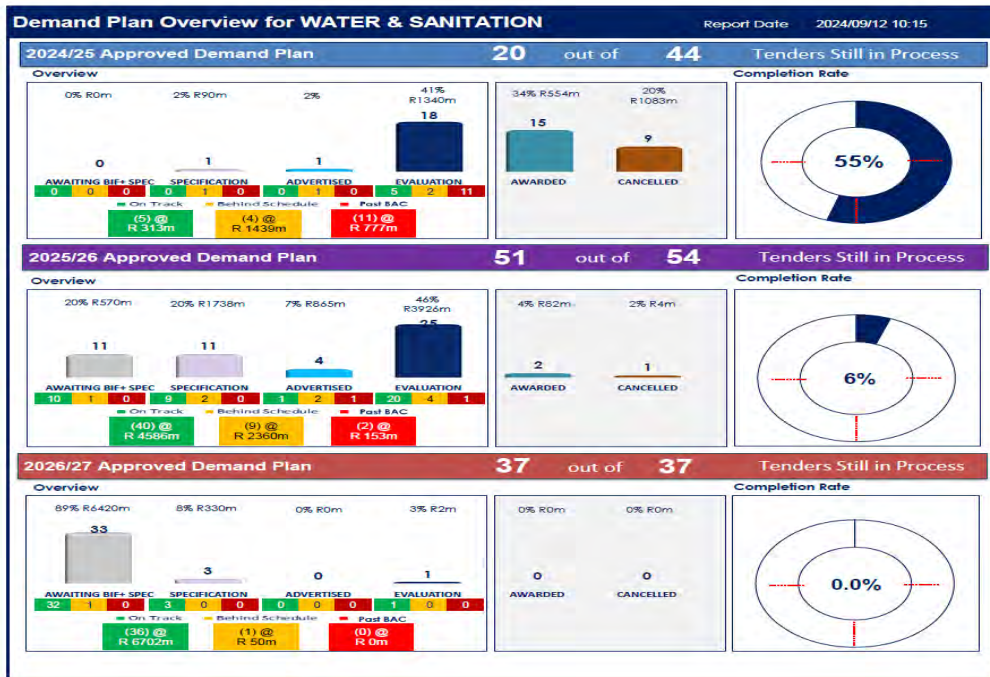 Demand Plan Overview for WATER & SANITATION Report Date 2024/09/12 10:15
2024/25 Approved Demand Plan 20 out of 44 Tenders Still in Process
Overview
Completion Rate
0% R0m 2% R90m 2% 41% R1340m
34% R554m 20% R1083m
0 1 1 18
15 9
55%
AWAITING BIF+ SPEC SPECIFICATION ADVERTISED EVALUATION
AWARDED CANCELLED
0 0 0 0 1 0 0 1 0 5 2 11
On Track Behind Schedule Past BAC
(5) @ (4) @ (11) @
R 313m R 1439m R 777m
2025/26 Approved Demand Plan 51 out of 54 Tenders Still in Process
Overview
Completion Rate
20% R570m 20% R1738m 7% R865m 46% R3926m
4% R82m 2% R4m
11 11 4 25
2 1
6%
AWAITING BIF+ SPEC SPECIFICATION ADVERTISED EVALUATION
AWARDED CANCELLED
10 1 0 9 2 0 1 2 1 20 4 1
On Track Behind Schedule Past BAC
(40) @ (9) @ (2) @
R 4586m R 2360m R 153m
2026/27 Approved Demand Plan 37 out of 37 Tenders Still in Process
Overview
Completion Rate
89% R6420m 8% R330m 0% R0m 3% R2m
0% R0m 0% R0m
33 3 0 1
0 0
0.0%
AWAITING BIF+ SPEC SPECIFICATION ADVERTISED EVALUATION
AWARDED CANCELLED
32 1 0 3 0 0 0 0 0 1 0 0
On Track Behind Schedule Past BAC
(36) @ (1) @ (0) @
R 6702m R 50m R 0m